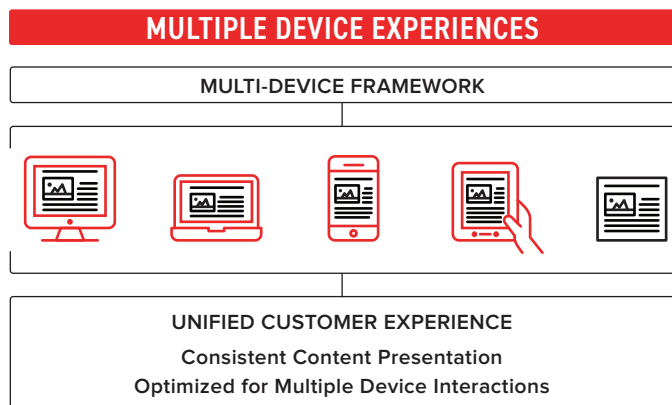 MULTIPLE DEVICE EXPERIENCES
MULTI-DEVICE FRAMEWORK
UNIFIED CUSTOMER EXPERIENCE
Consistent Content Presentation
Optimized for Multiple Device Interactions